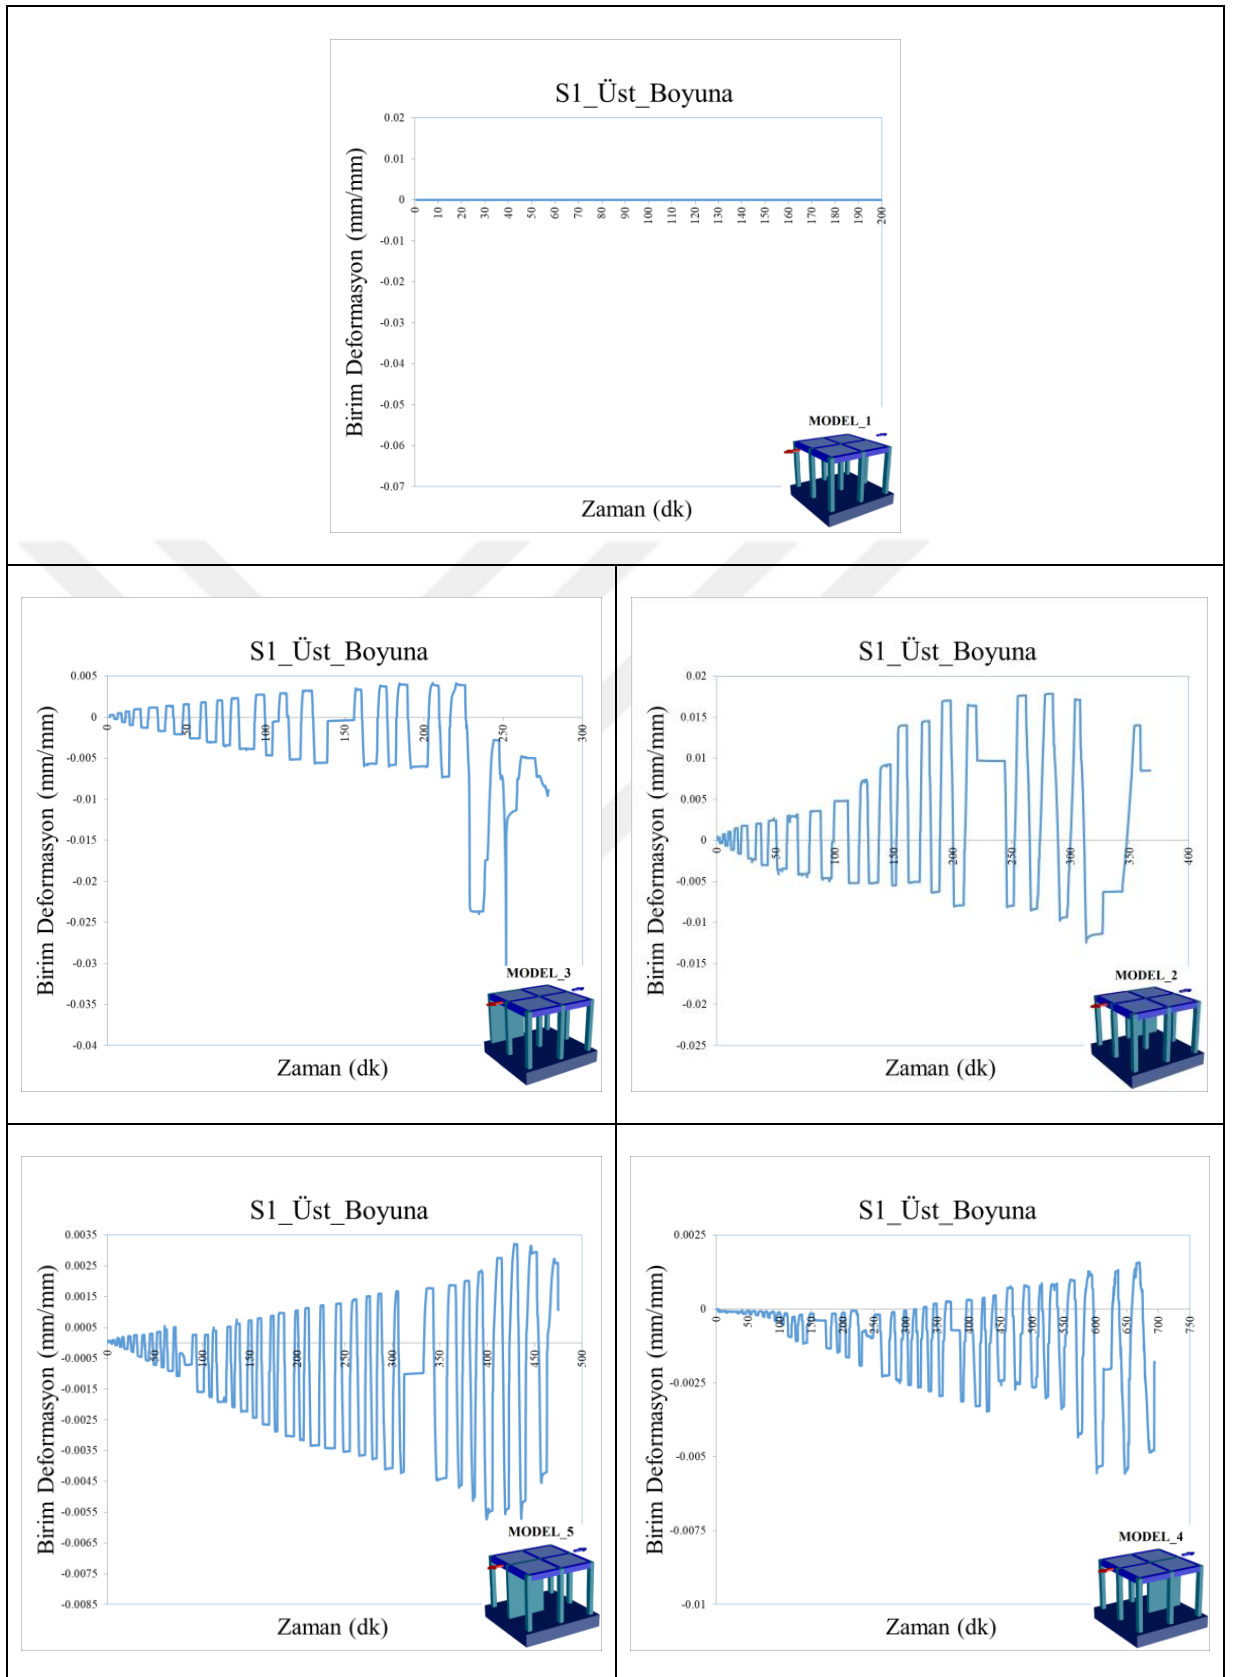 S1_Üst_Boyuna
Birim Deformasyon (mm/mm)
0.02
0.01
0
-0.01
-0.02
-0.03
-0.04
-0.05
-0.06
-0.07
0 10 20 30 40 50 60 70 80 90 100 110 120 130 140 150 160 170 180 190 200
Zaman (dk)
MODEL_1
S1_Üst_Boyuna
Birim Deformasyon (mm/mm)
0.005
0
-0.005
-0.01
-0.015
-0.02
-0.025
-0.03
-0.035
-0.04
0 50 100 150 200 250 300
Zaman (dk)
MODEL_3
S1_Üst_Boyuna
Birim Deformasyon (mm/mm)
0.02
0.015
0.01
0.005
0
-0.005
-0.01
-0.015
-0.02
-0.025
0 50 100 150 200 250 300 350 400
Zaman (dk)
MODEL_2
S1_Üst_Boyuna
Birim Deformasyon (mm/mm)
0.0035
0.0025
0.0015
0.0005
-0.0005
-0.0015
-0.0025
-0.0035
-0.0045
-0.0055
-0.0065
-0.0075
-0.0085
0 50 100 150 200 250 300 350 400 450 500
Zaman (dk)
MODEL_5
S1_Üst_Boyuna
Birim Deformasyon (mm/mm)
0.0025
0
-0.0025
-0.005
-0.0075
-0.01
0 50 100 150 200 250 300 350 400 450 500 550 600 650 700 750
Zaman (dk)
MODEL_4